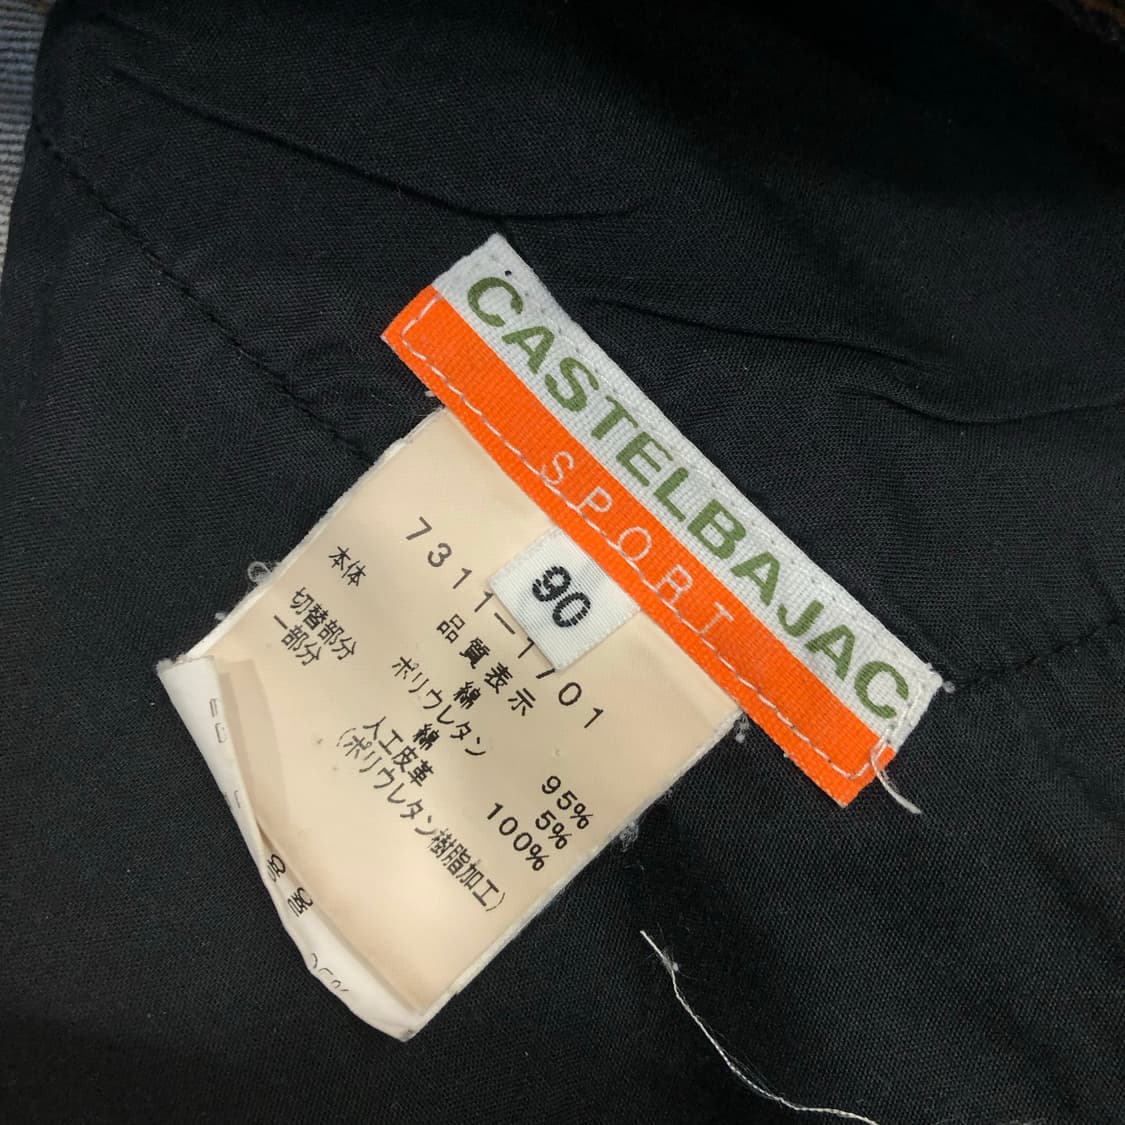 CASTELBAJAC
SPORT
90
7311-1701
品質表示
本体 綿 95%
ポリウレタン 5%
切替部分 綿 100%
一部分 人工皮革
(ポリウレタン樹脂加工)